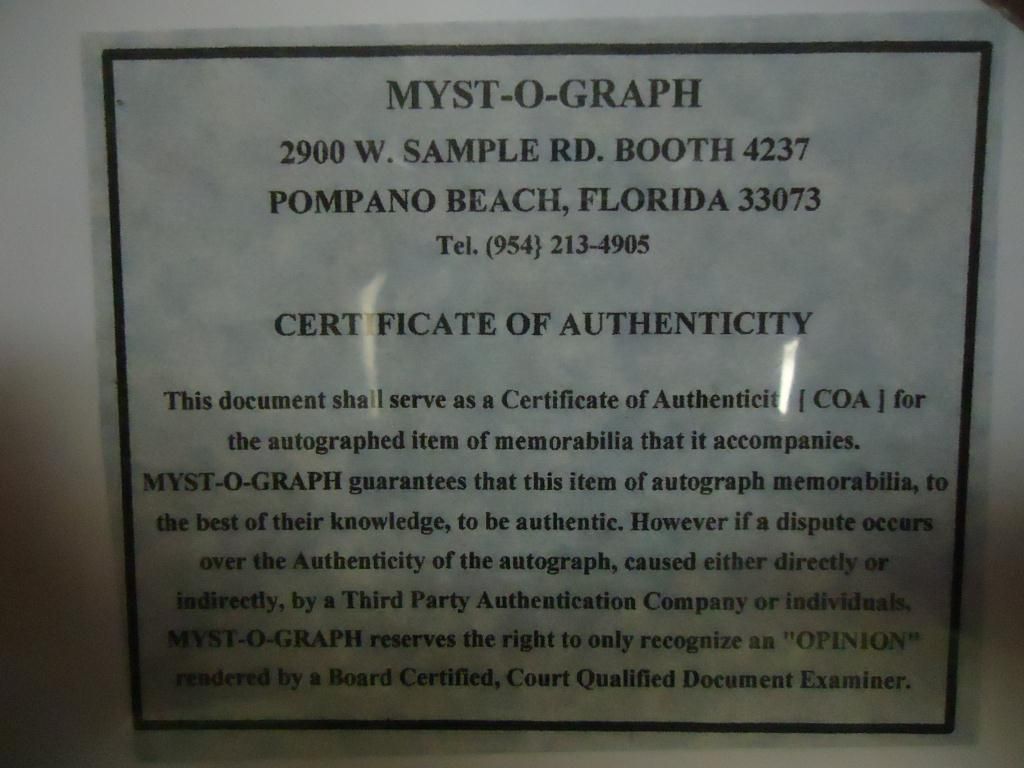 MYST-O-GRAPH
2900 W. SAMPLE RD. BOOTH 4237
POMPANO BEACH, FLORIDA 33073
Tel. (954} 213-4905
CERTIFICATE OF AUTHENTICITY
This document shall serve as a Certificate of Authenticity [ COA ] for
the autographed item of memorabilia that it accompanies.
MYST-O-GRAPH guarantees that this item of autograph memorabilia, to
the best of their knowledge, to be authentic. However if a dispute occurs
over the Authenticity of the autograph, caused either directly or
indirectly, by a Third Party Authentication Company or individuals,
MYST-O-GRAPH reserves the right to only recognize an "OPINION"
rendered by a Board Certified, Court Qualified Document Examiner.